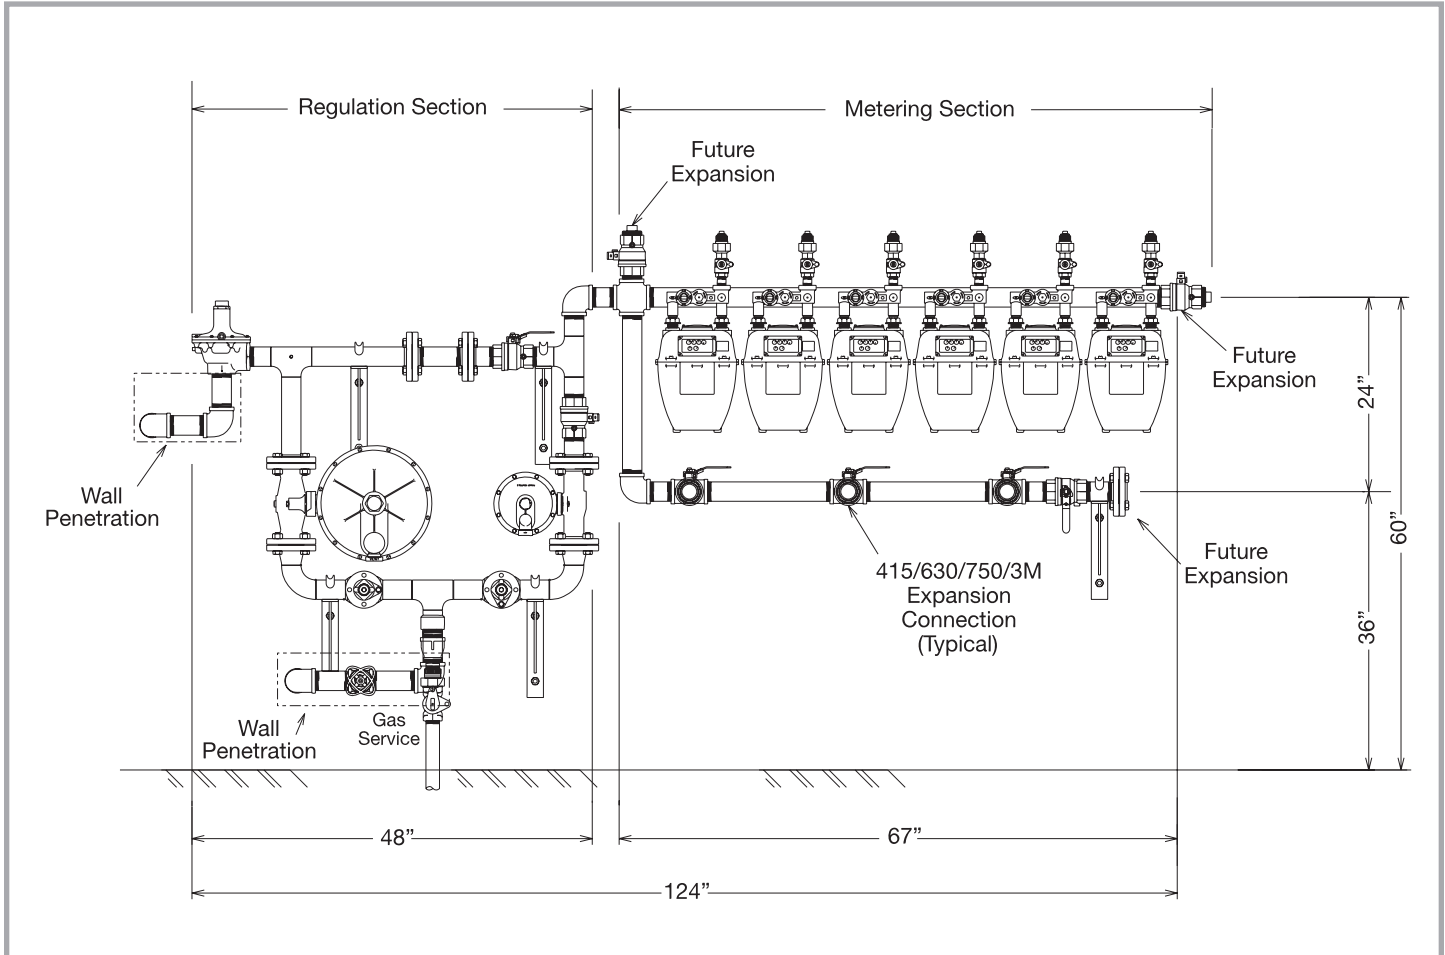 Regulation Section
Metering Section
Future
Expansion
Future
Expansion
Wall
Penetration
24”
60”
Future
Expansion
415/630/750/3M
Expansion
Connection
(Typical)
36”
Gas
Service
Wall
Penetration
48”
67”
124”